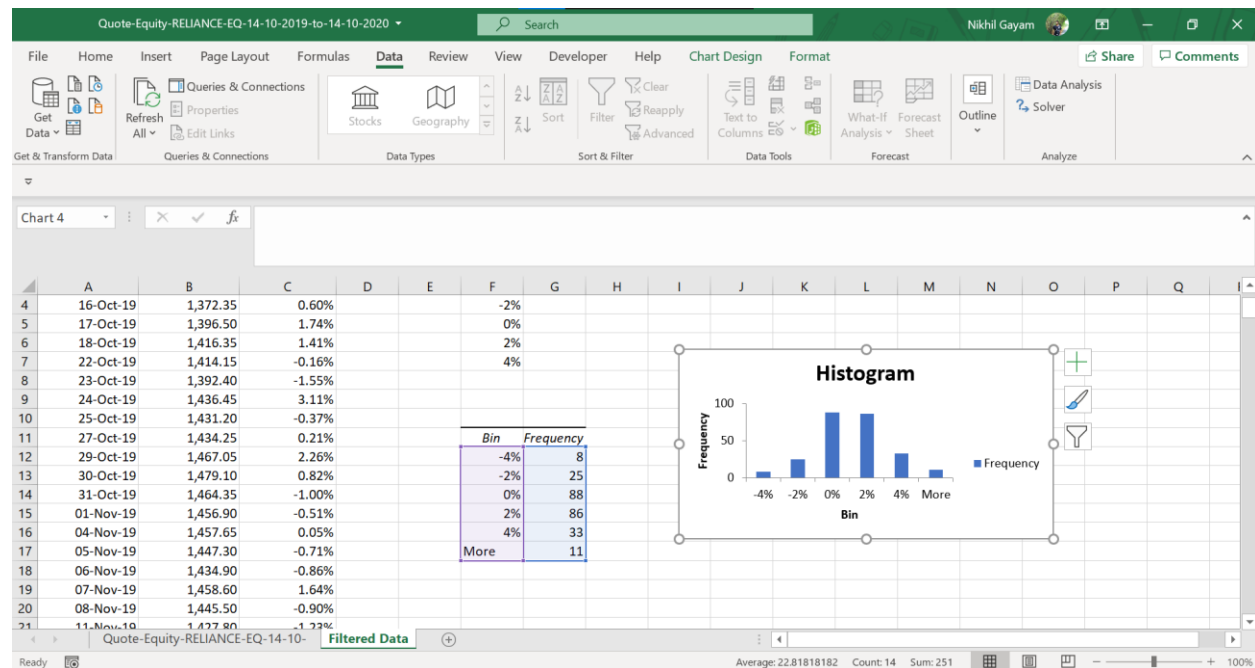 Quote-Equity-RELIANCE-EQ-14-10-2019-to-14-10-2020
Search
Nikhil Gayam
File Home Insert Page Layout Formulas Data Review View Developer Help Chart Design Format Share Comments
Get Data
Refresh All
Queries & Connections
Properties
Edit Links
Stocks
Geography
Sort
Filter
Clear
Reapply
Advanced
Text to Columns
What-If Analysis
Forecast Sheet
Outline
Data Analysis
Solver
Get & Transform Data Queries & Connections Data Types Sort & Filter Data Tools Forecast Analyze
Chart 4 fx
A B C D E F G H I J K L M N O P Q
4 16-Oct-19 1,372.35 0.60% -2%
5 17-Oct-19 1,396.50 1.74% 0%
6 18-Oct-19 1,416.35 1.41% 2%
7 22-Oct-19 1,414.15 -0.16% 4%
8 23-Oct-19 1,392.40 -1.55%
9 24-Oct-19 1,436.45 3.11%
10 25-Oct-19 1,431.20 -0.37%
11 27-Oct-19 1,434.25 0.21% Bin Frequency
12 29-Oct-19 1,467.05 2.26% -4% 8
13 30-Oct-19 1,479.10 0.82% -2% 25
14 31-Oct-19 1,464.35 -1.00% 0% 88
15 01-Nov-19 1,456.90 -0.51% 2% 86
16 04-Nov-19 1,457.65 0.05% 4% 33
17 05-Nov-19 1,447.30 -0.71% More 11
18 06-Nov-19 1,434.90 -0.86%
19 07-Nov-19 1,458.60 1.64%
20 08-Nov-19 1,445.50 -0.90%
21 11-Nov-19 1,427.80 -1.23%
Histogram
Frequency
100
50
0
-4% -2% 0% 2% 4% More
Bin
Frequency
Quote-Equity-RELIANCE-EQ-14-10- Filtered Data
Ready Average: 22.81818182 Count: 14 Sum: 251 100%